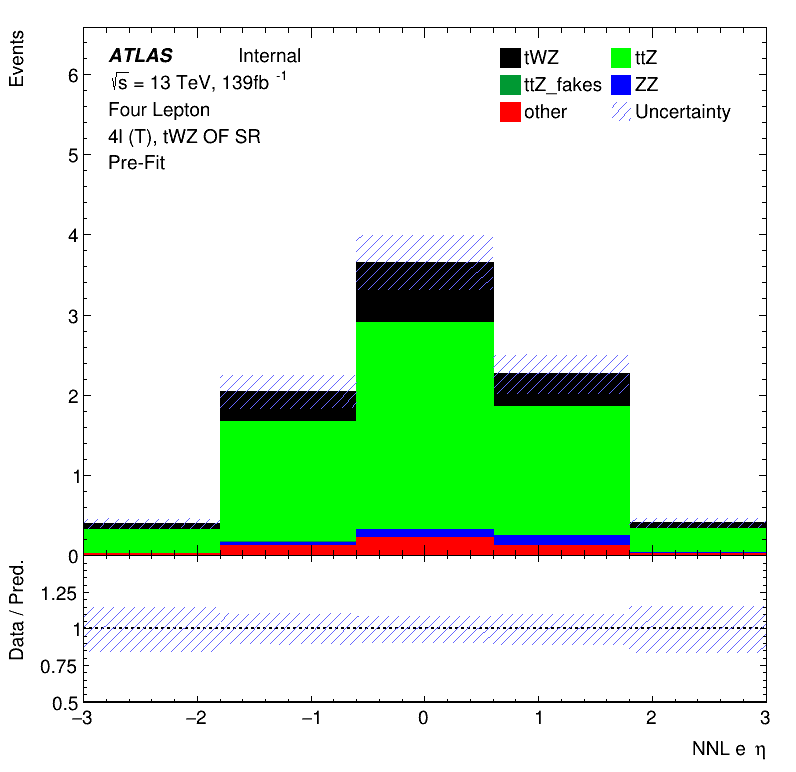 Events
ATLAS Internal
√s = 13 TeV, 139fb⁻¹
Four Lepton
4l (T), tWZ OF SR
Pre-Fit
tWZ ttZ
ttZ_fakes ZZ
other Uncertainty
6
5
4
3
2
1
0
Data / Pred.
1.25
1
0.75
0.5
−3 −2 −1 0 1 2 3
NNL e η